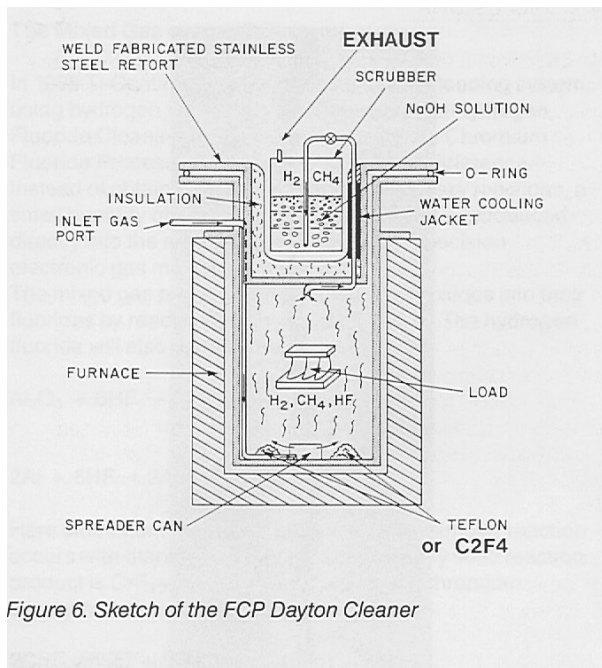 EXHAUST
WELD FABRICATED STAINLESS
STEEL RETORT
SCRUBBER
NaOH SOLUTION
H2 CH4
O-RING
INSULATION
WATER COOLING
JACKET
INLET GAS
PORT
FURNACE
LOAD
H2, CH4, HF
SPREADER CAN
TEFLON
or C2F4
Figure 6. Sketch of the FCP Dayton Cleaner